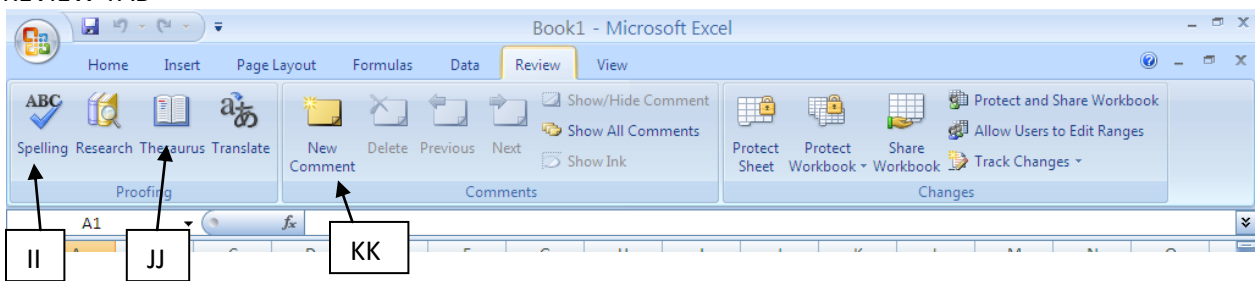 Book1 - Microsoft Excel
Home Insert Page Layout Formulas Data Review View
ABC
Spelling Research Thesaurus Translate
New Comment
Delete Previous Next
Show/Hide Comment
Show All Comments
Show Ink
Protect Sheet
Protect Workbook
Share Workbook
Protect and Share Workbook
Allow Users to Edit Ranges
Track Changes
Proofing Comments Changes
A1 fx
II JJ KK